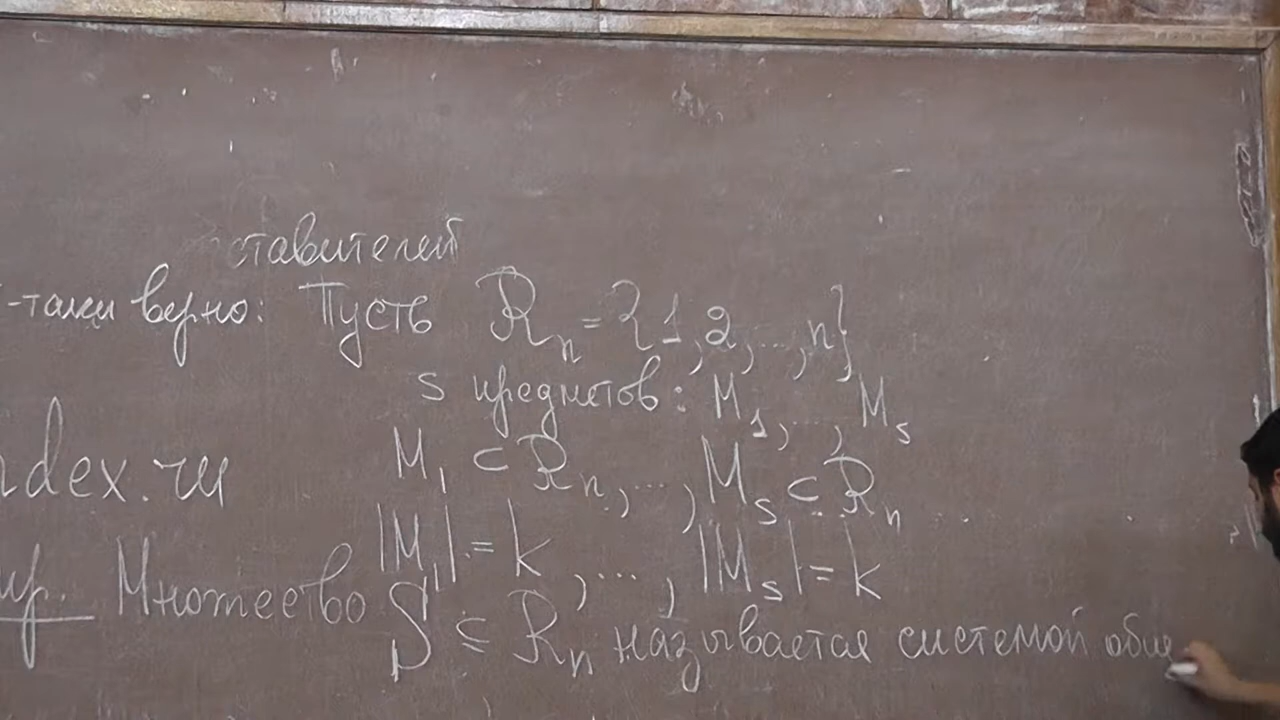 ставителей
-таки верно: Пусть R_n = {1, 2, ..., n}
s предметов: M_1, ..., M_s
M_1 ⊂ R_n, ..., M_s ⊂ R_n
ndex.ru
|M_1| = k, ..., |M_s| = k
Множество S ⊆ R_n называется системой общ